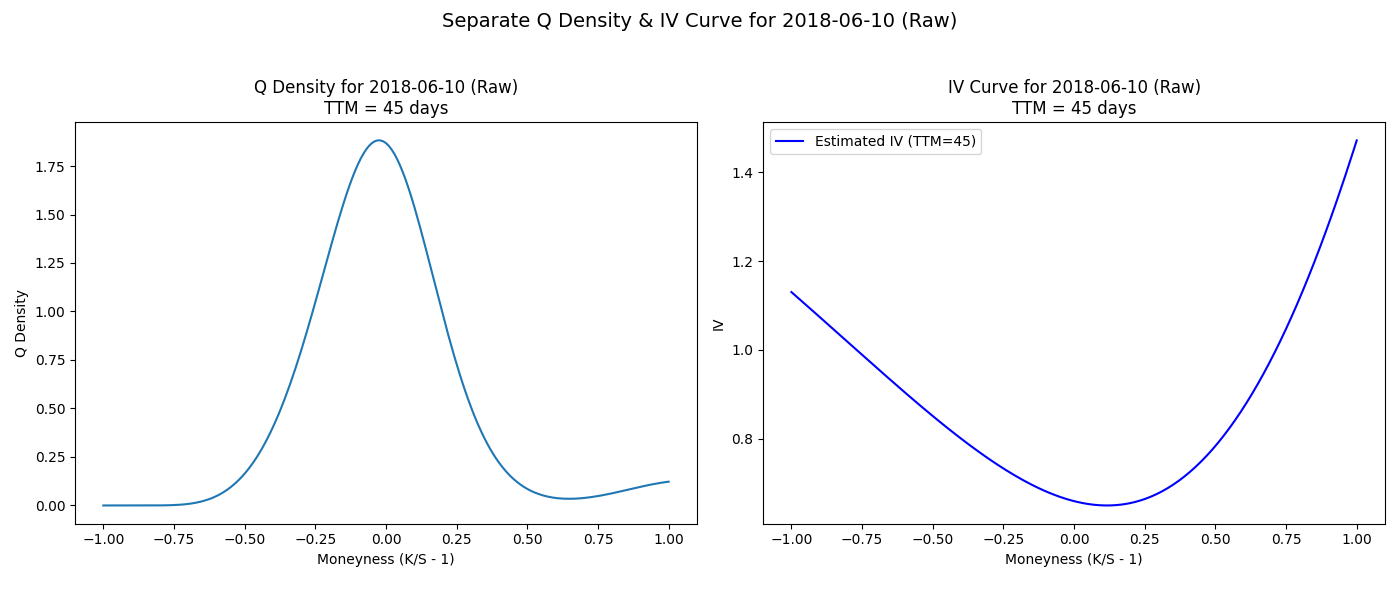 Separate Q Density & IV Curve for 2018-06-10 (Raw)
Q Density for 2018-06-10 (Raw)
TTM = 45 days
Q Density
1.75
1.50
1.25
1.00
0.75
0.50
0.25
0.00
−1.00 −0.75 −0.50 −0.25 0.00 0.25 0.50 0.75 1.00
Moneyness (K/S - 1)
IV Curve for 2018-06-10 (Raw)
TTM = 45 days
Estimated IV (TTM=45)
IV
1.4
1.2
1.0
0.8
−1.00 −0.75 −0.50 −0.25 0.00 0.25 0.50 0.75 1.00
Moneyness (K/S - 1)